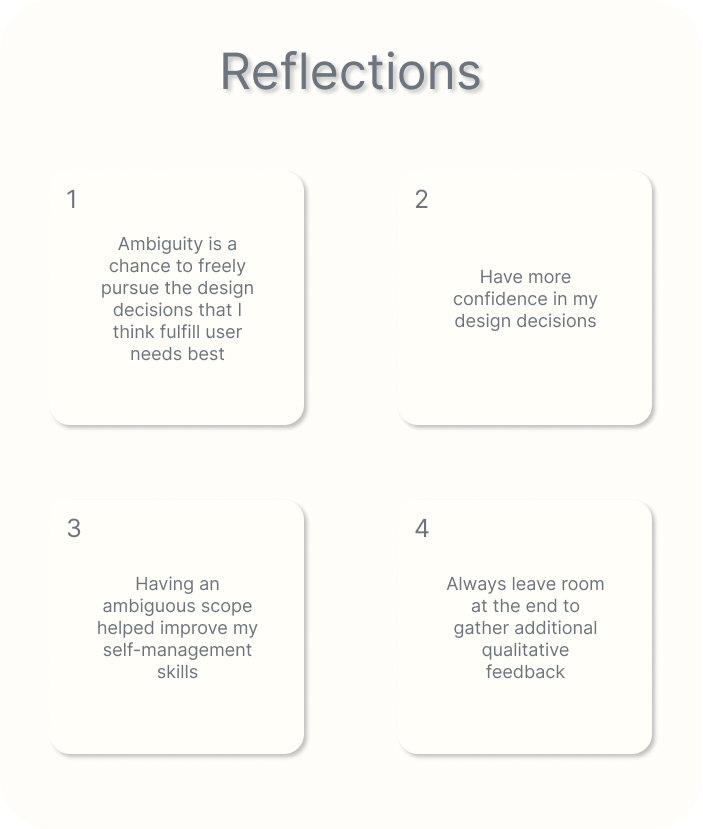 Reflections
1
Ambiguity is a
chance to freely
pursue the design
decisions that I
think fulfill user
needs best
2
Have more
confidence in my
design decisions
3
Having an
ambiguous scope
helped improve my
self-management
skills
4
Always leave room
at the end to
gather additional
qualitative
feedback